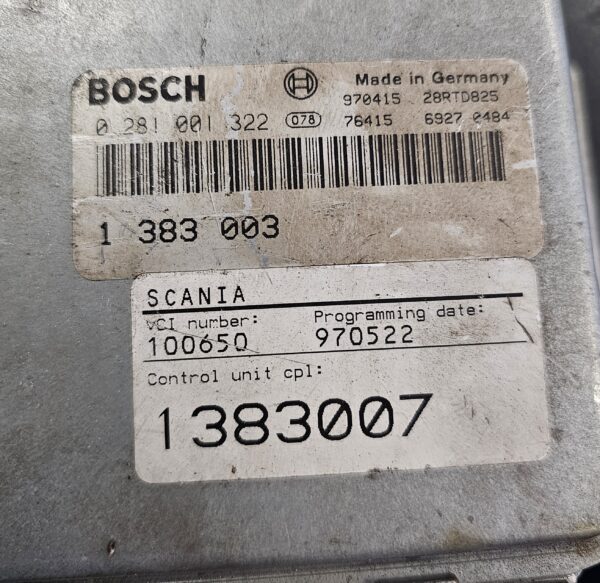 BOSCH Made in Germany
970415 28RTD825
0 281 001 322 078 76415 6927 0484
1 383 003
SCANIA
VCI number: Programming date:
100650 970522
Control unit cpl:
1383007